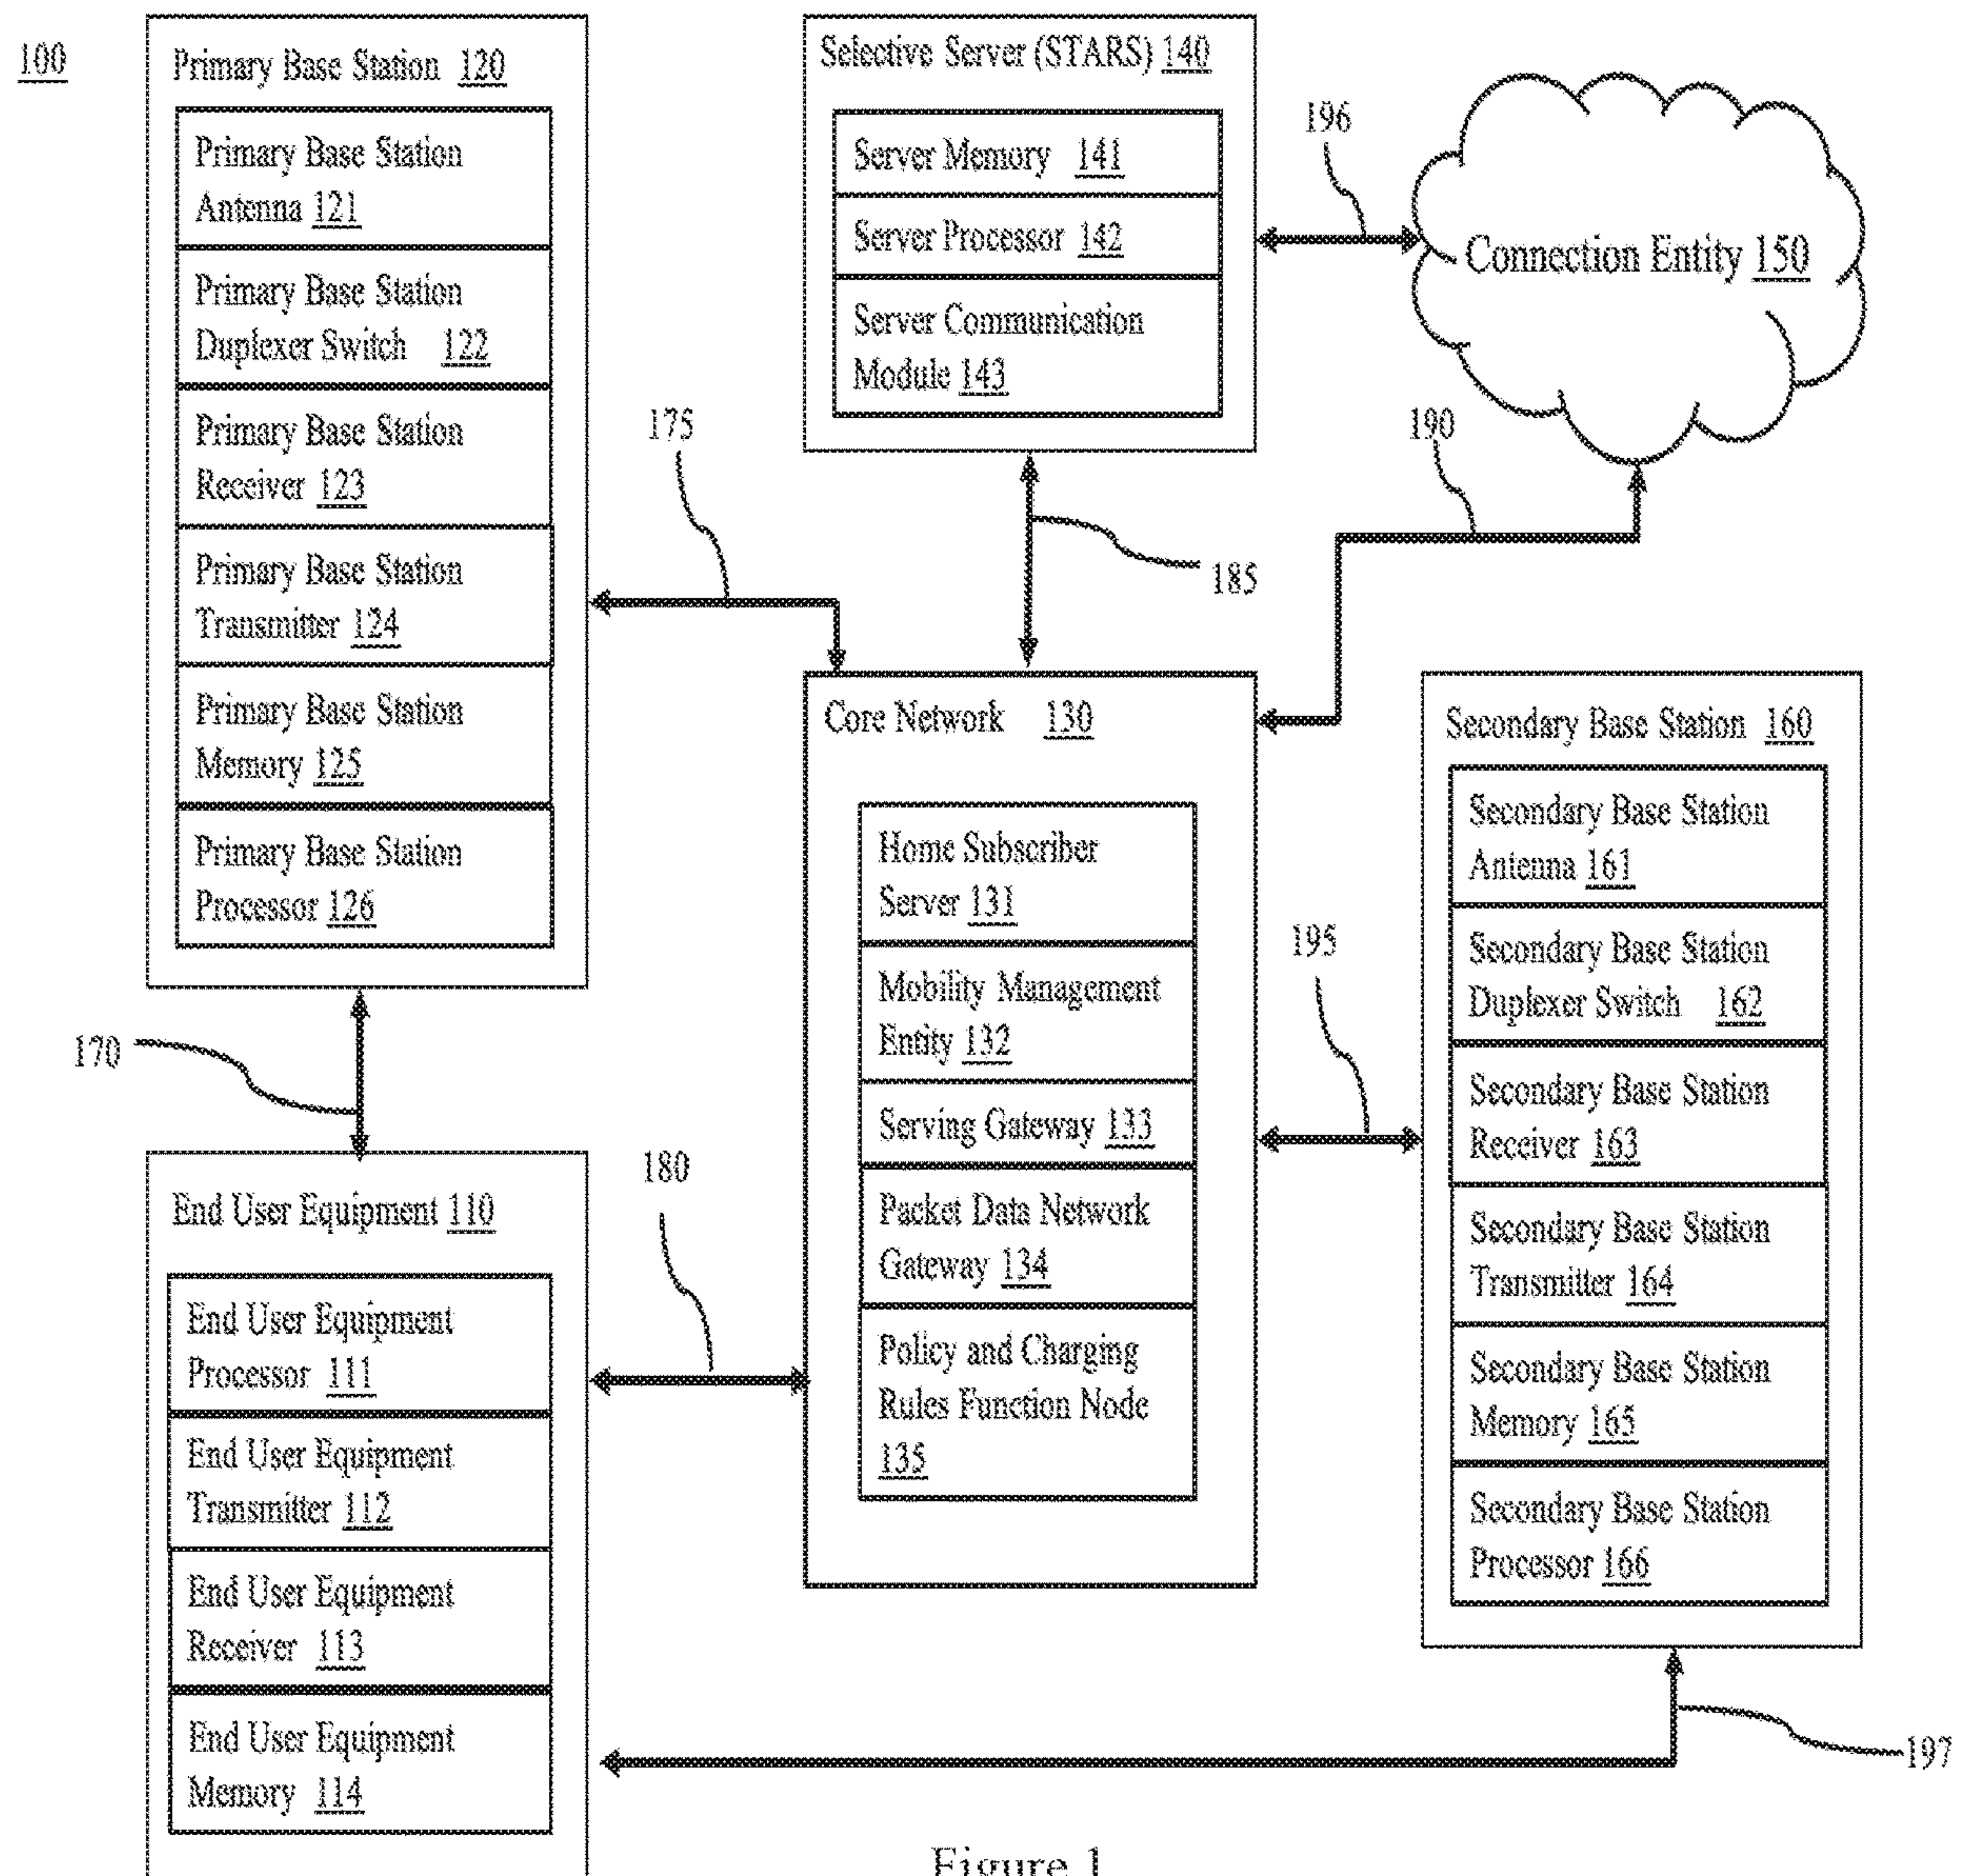 100
Primary Base Station 120
Primary Base Station
Antenna 121
Primary Base Station
Duplexer Switch 122
Primary Base Station
Receiver 123
Primary Base Station
Transmitter 124
Primary Base Station
Memory 125
Primary Base Station
Processor 126
170
End User Equipment 110
End User Equipment
Processor 111
End User Equipment
Transmitter 112
End User Equipment
Receiver 113
End User Equipment
Memory 114
175
180
Selective Server (STARS) 140
Server Memory 141
Server Processor 142
Server Communication
Module 143
185
Core Network 130
Home Subscriber
Server 131
Mobility Management
Entity 132
Serving Gateway 133
Packet Data Network
Gateway 134
Policy and Charging
Rules Function Node
135
196
Connection Entity 150
190
195
Secondary Base Station 160
Secondary Base Station
Antenna 161
Secondary Base Station
Duplexer Switch 162
Secondary Base Station
Receiver 163
Secondary Base Station
Transmitter 164
Secondary Base Station
Memory 165
Secondary Base Station
Processor 166
197
Figure 1